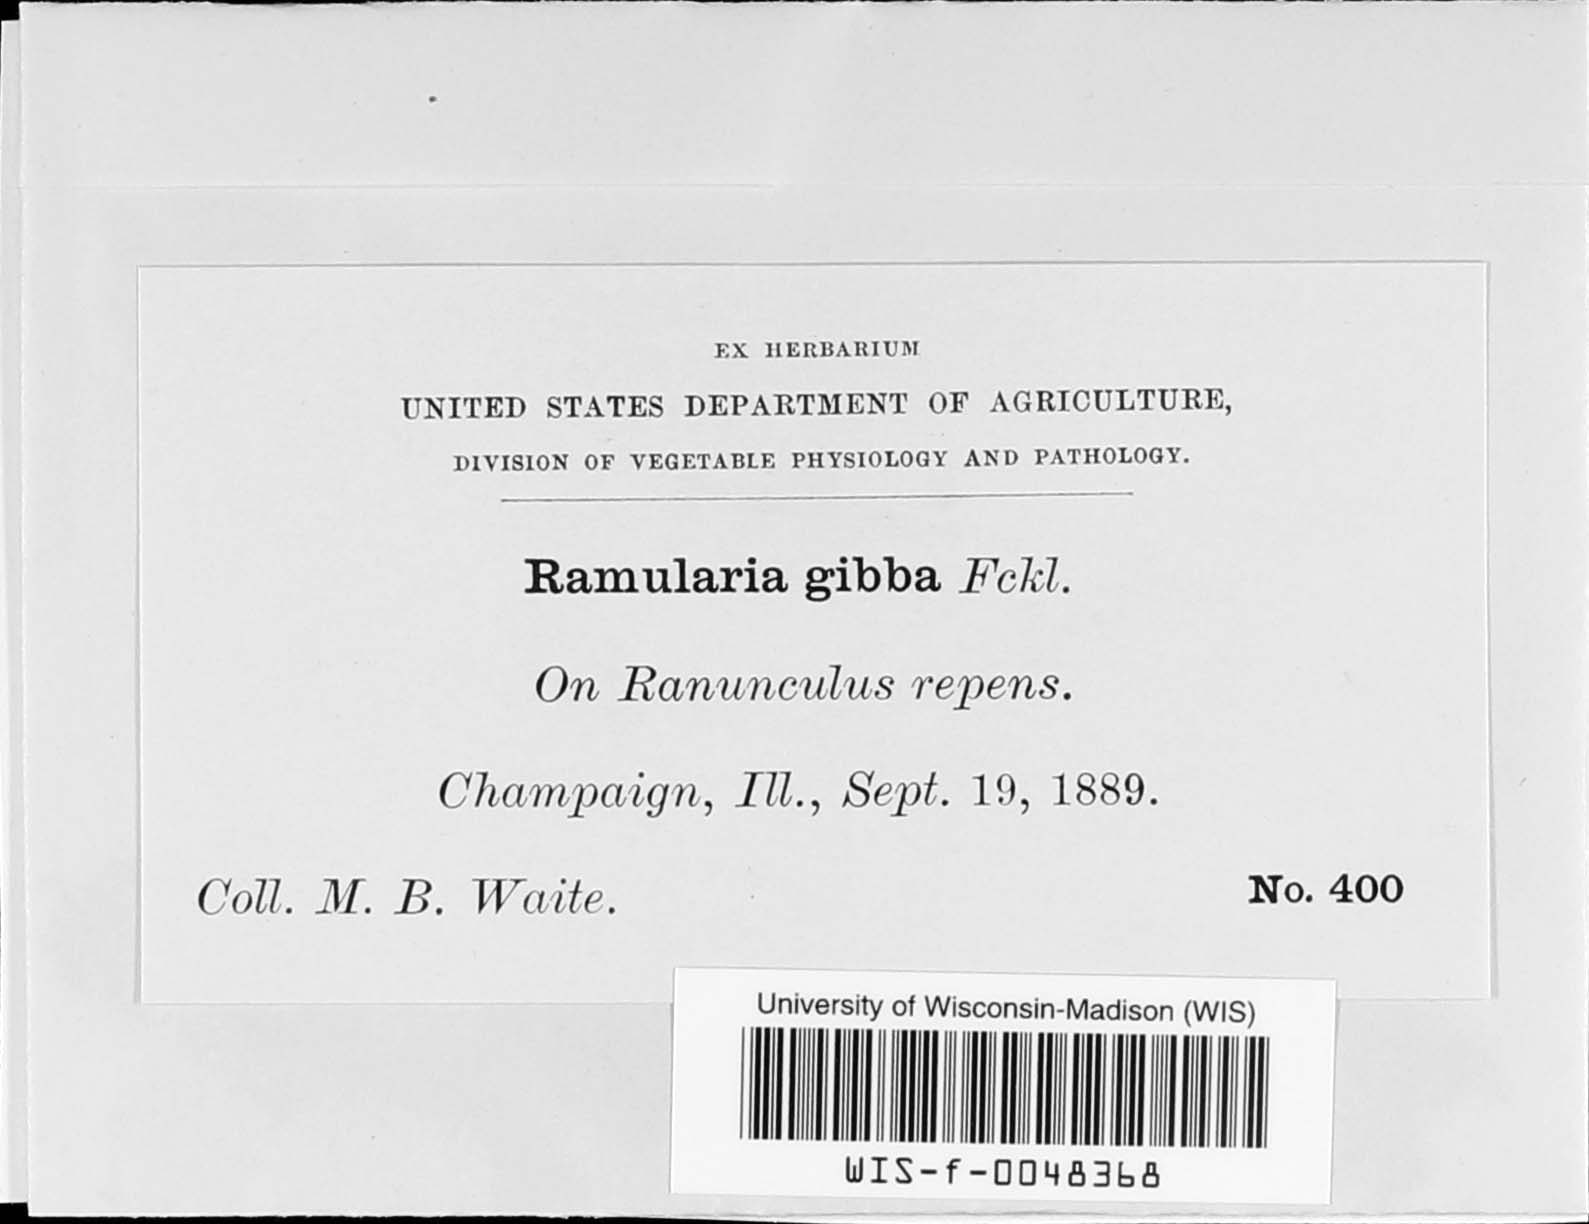 EX HERBARIUM
UNITED STATES DEPARTMENT OF AGRICULTURE,
DIVISION OF VEGETABLE PHYSIOLOGY AND PATHOLOGY.
Ramularia gibba Fckl.
On Ranunculus repens.
Champaign, Ill., Sept. 19, 1889.
Coll. M. B. Waite.
No. 400
University of Wisconsin-Madison (WIS)
WIS-f-0048368